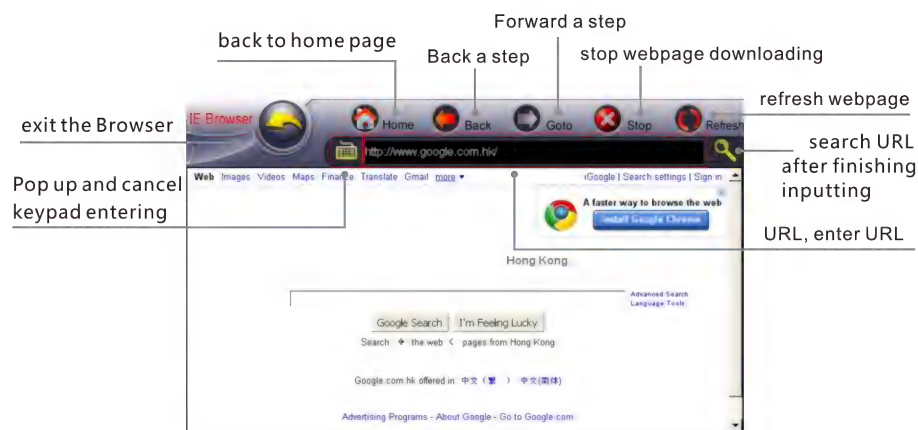 Forward a step
back to home page
Back a step
stop webpage downloading
refresh webpage
exit the Browser
IE Browser
Home
Back
Goto
Stop
Refresh
search URL
after finishing
inputting
http://www.google.com.hk/
Pop up and cancel
keypad entering
Web Images Videos Maps Finance Translate Gmail more ▼
iGoogle | Search settings | Sign in
A faster way to browse the web
Install Google Chrome
URL, enter URL
Hong Kong
Advanced Search
Language Tools
Google Search
I'm Feeling Lucky
Search the web pages from Hong Kong
Google.com.hk offered in: 中文(繁 ) 中文(简体)
Advertising Programs - About Google - Go to Google.com